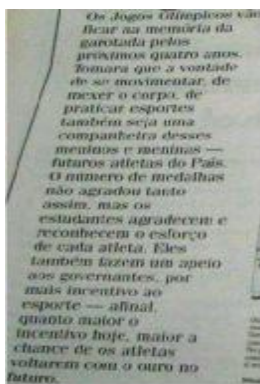 Os Jogos Olímpicos vão
ficar na memória da
garotada pelos
próximos quatro anos.
Tomara que a vontade
de se movimentar, de
mexer o corpo, de
praticar esportes
também seja uma
companheira desses
meninos e meninas —
futuros atletas do País.
O número de medalhas
não agradou tanto
assim, mas os
estudantes agradecem e
reconhecem o esforço
de cada atleta. Eles
também fazem um apelo
aos governantes, por
mais incentivo ao
esporte — afinal,
quanto maior o
incentivo hoje, maior a
chance de os atletas
voltarem com o ouro no
futuro.